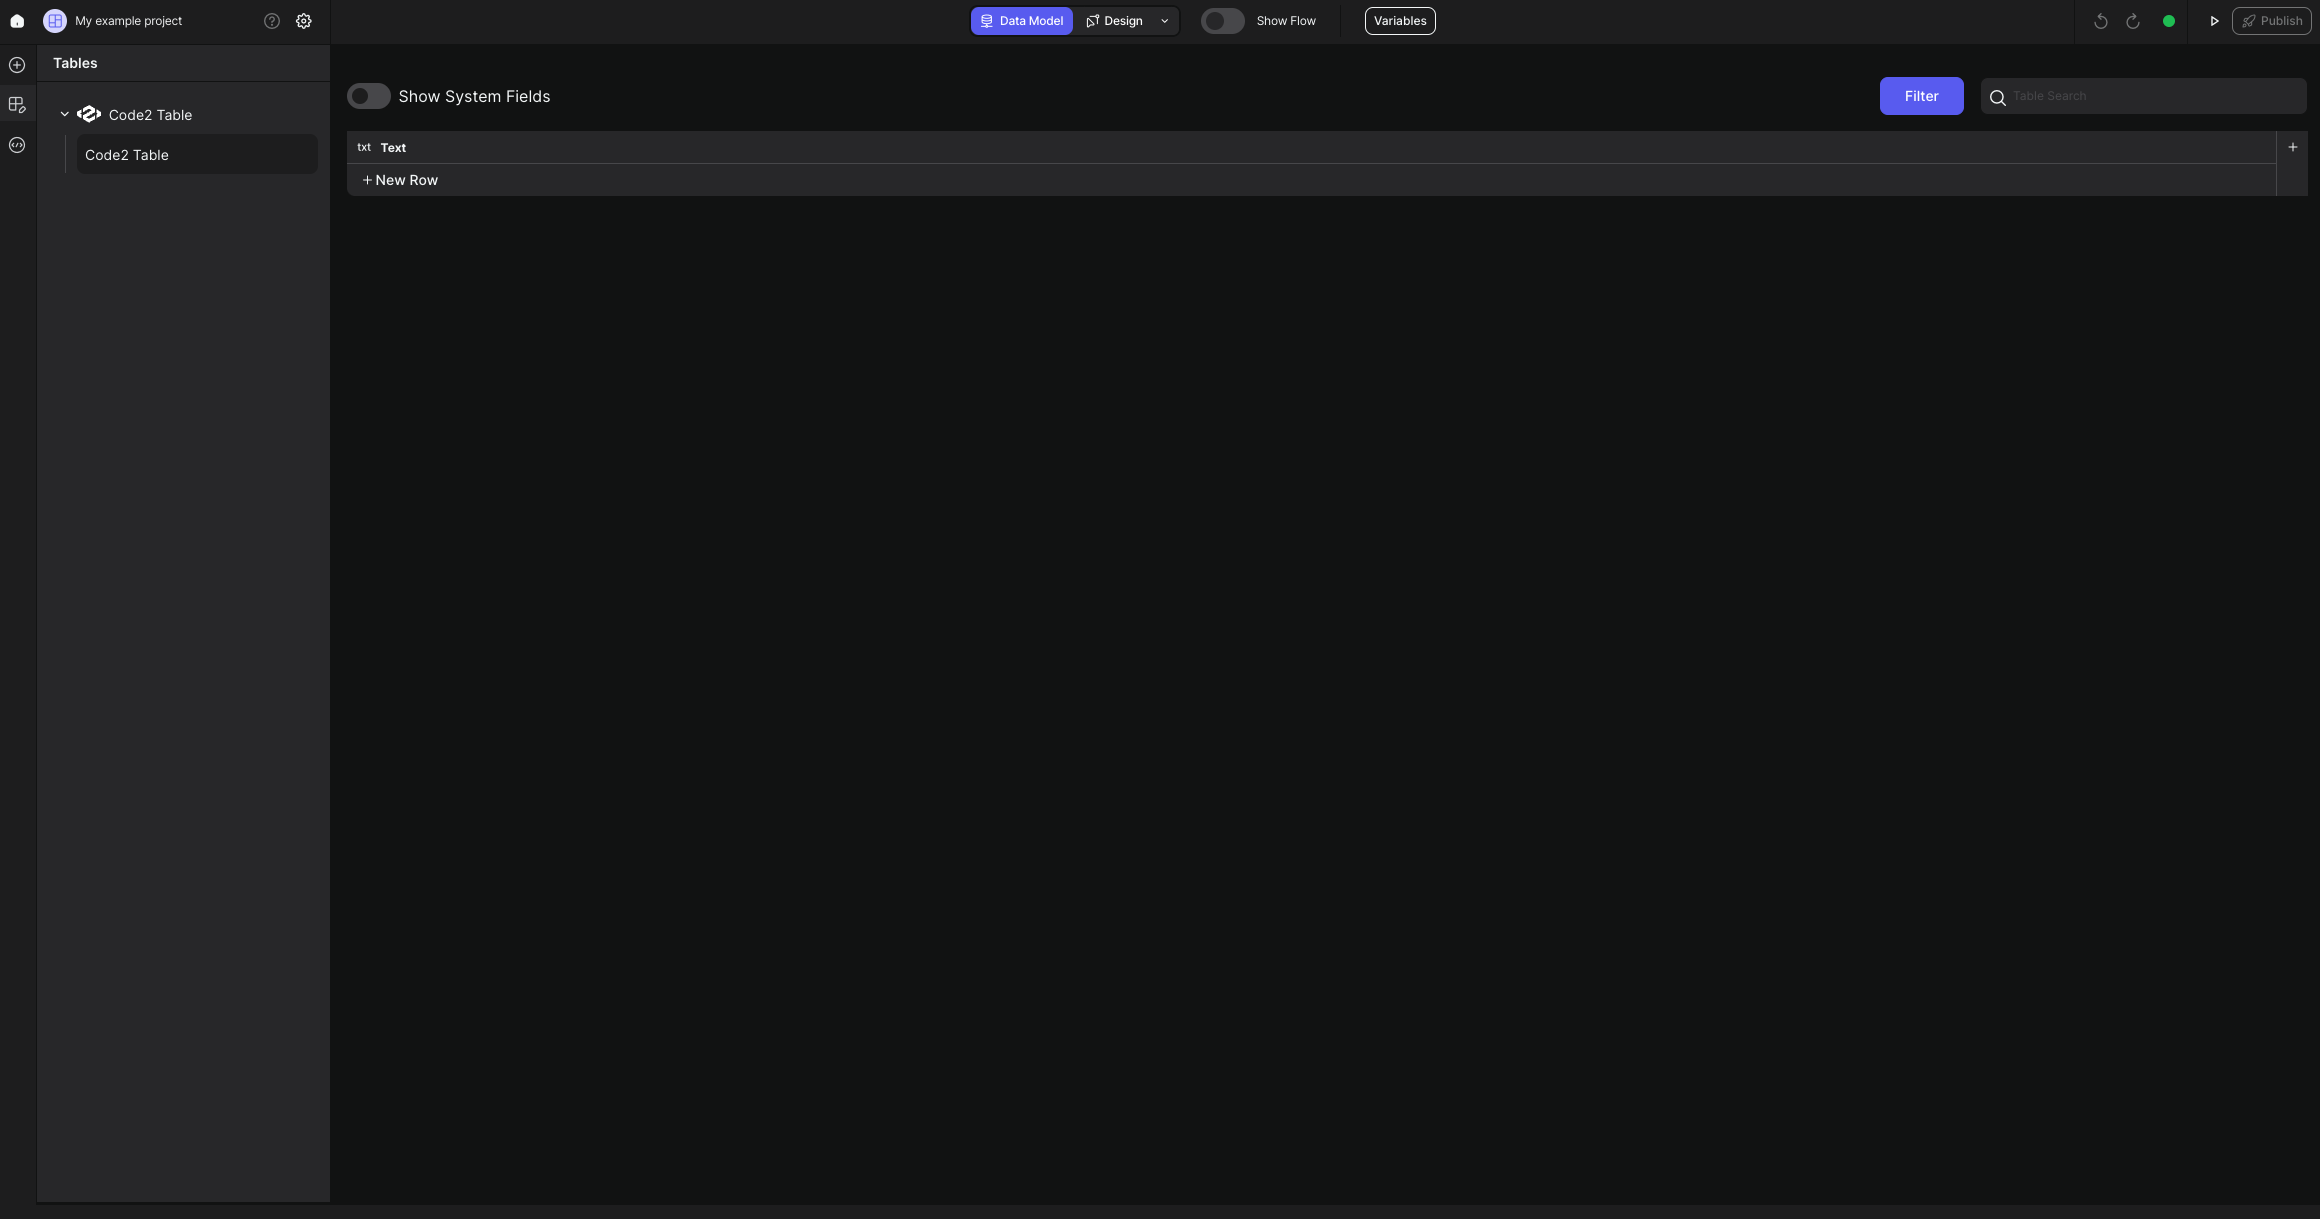 My example project
Data Model
Design
Show Flow
Variables
Publish
Tables
Code2 Table
Code2 Table
Show System Fields
Filter
Table Search
txt Text
+
+ New Row